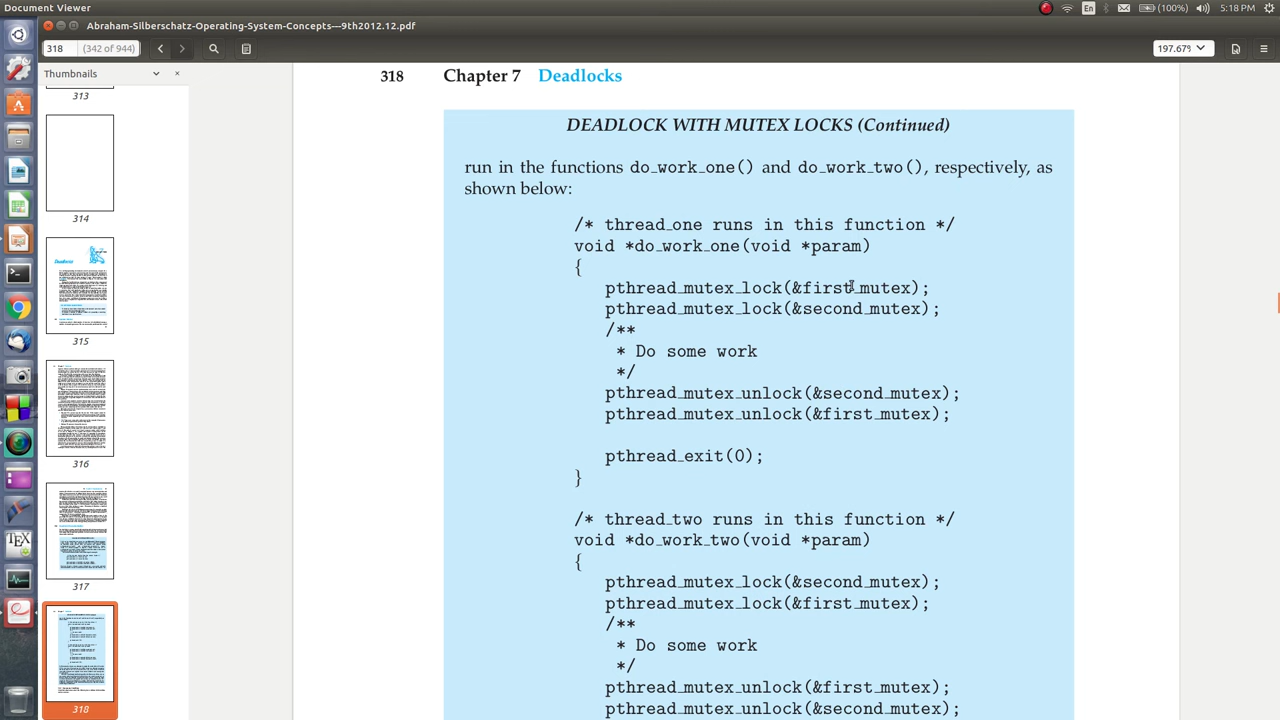 Document Viewer
En
(100%)
5:18 PM
Abraham-Silberschatz-Operating-System-Concepts---9th2012.12.pdf
318
(342 of 944)
197.67%
Thumbnails
313
314
315
316
317
318
318 Chapter 7 Deadlocks
DEADLOCK WITH MUTEX LOCKS (Continued)
run in the functions do_work_one() and do_work_two(), respectively, as
shown below:
/* thread_one runs in this function */
void *do_work_one(void *param)
{
pthread_mutex_lock(&first_mutex);
pthread_mutex_lock(&second_mutex);
/**
* Do some work
*/
pthread_mutex_unlock(&second_mutex);
pthread_mutex_unlock(&first_mutex);
pthread_exit(0);
}
/* thread_two runs in this function */
void *do_work_two(void *param)
{
pthread_mutex_lock(&second_mutex);
pthread_mutex_lock(&first_mutex);
/**
* Do some work
*/
pthread_mutex_unlock(&first_mutex);
pthread_mutex_unlock(&second_mutex);